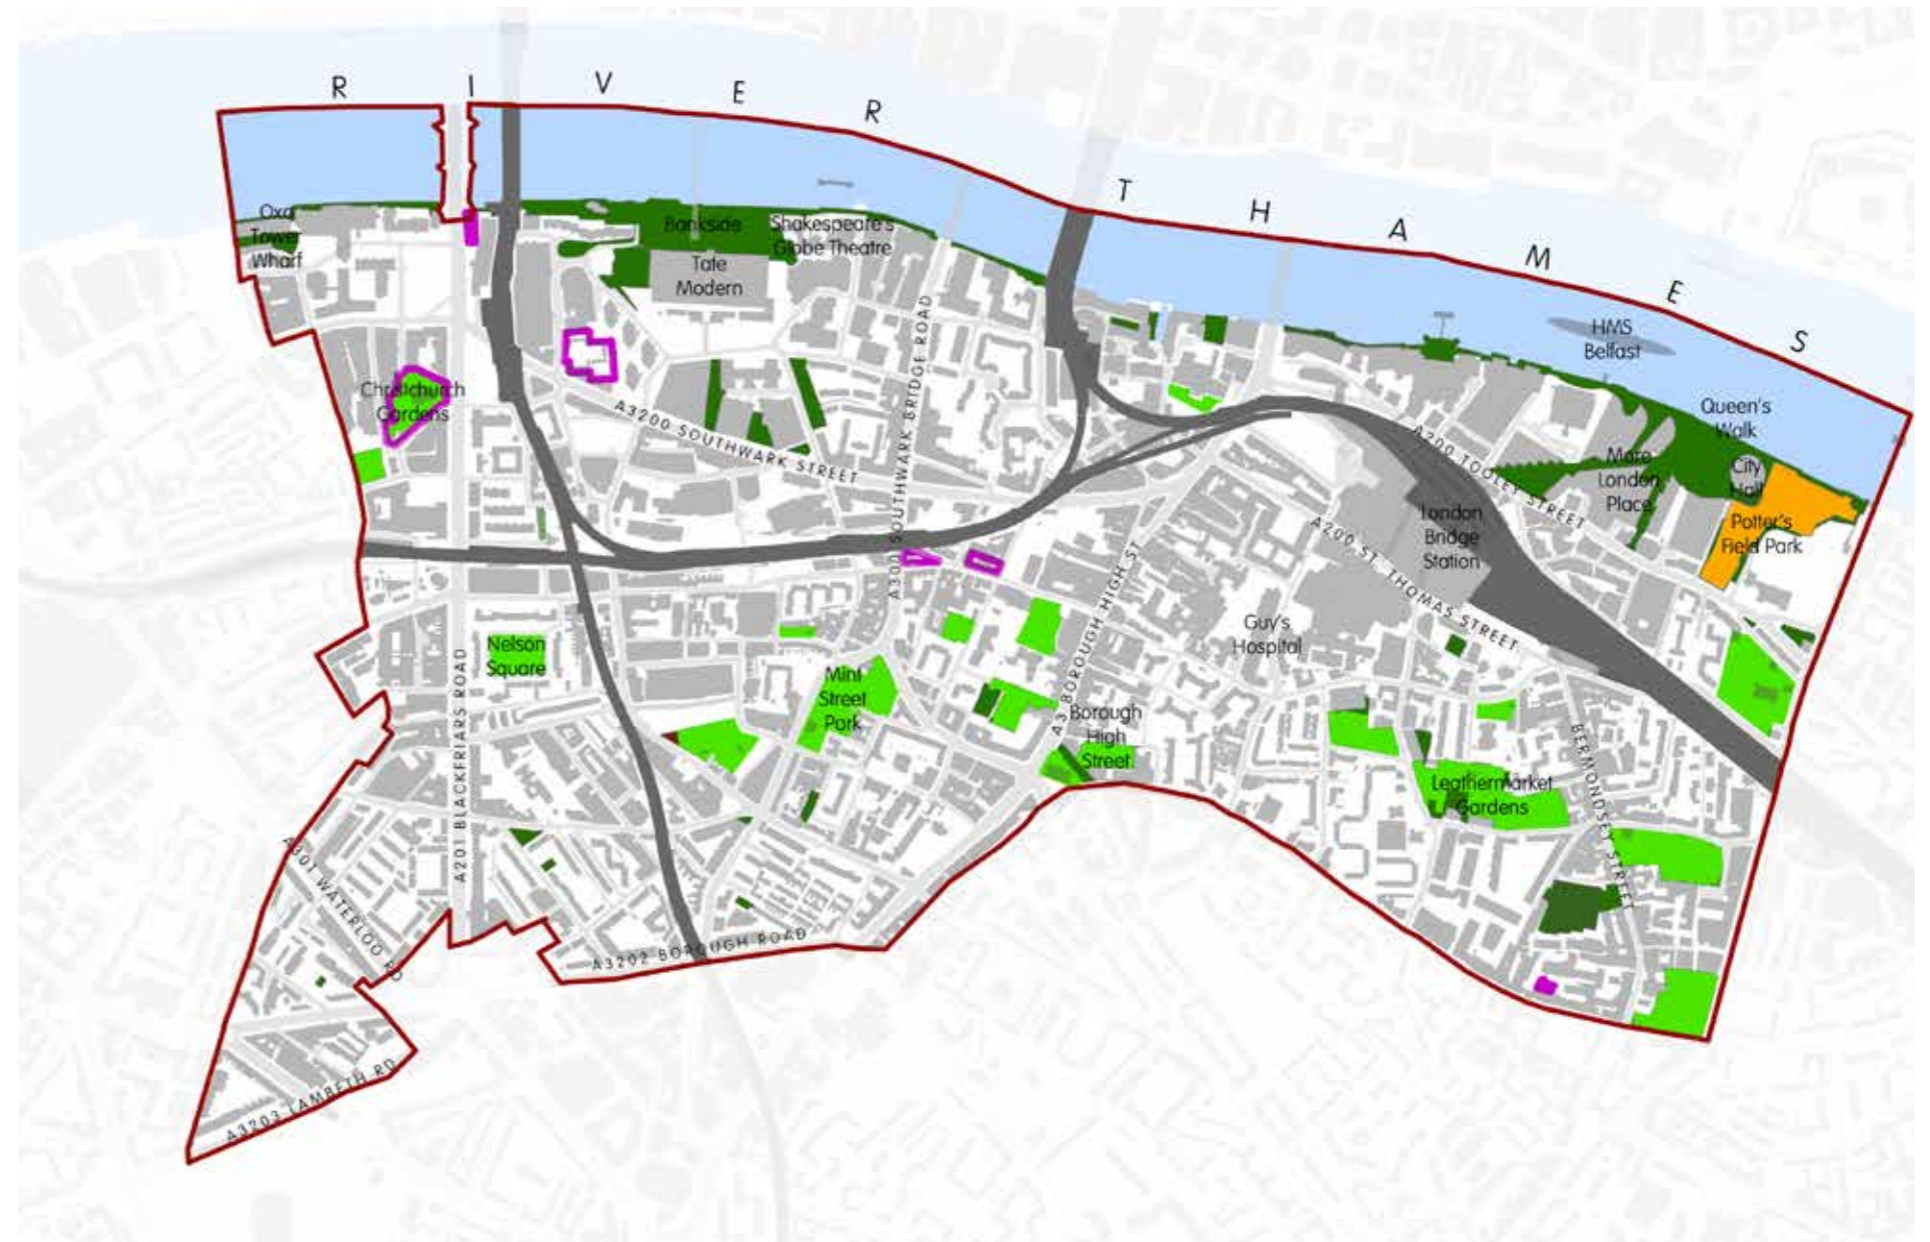 RIVER THAMES
Oxo
Tower
Wharf
Bankside
Shakespeare's
Globe Theatre
Tate
Modern
HMS
Belfast
Christchurch
Gardens
A3200 SOUTHWARK STREET
A300 SOUTHWARK BRIDGE ROAD
A200 TOOLEY STREET
Queen's
Walk
More
London
Place
City
Hall
Potter's
Field Park
London
Bridge
Station
A200 ST. THOMAS STREET
A3 BOROUGH HIGH ST
Guy's
Hospital
Nelson
Square
Mint
Street
Park
Borough
High
Street
A201 BLACKFRIARS ROAD
BERMONDSEY STREET
Leathermarket
Gardens
A301 WATERLOO RD
A3202 BOROUGH ROAD
A3203 LAMBETH RD